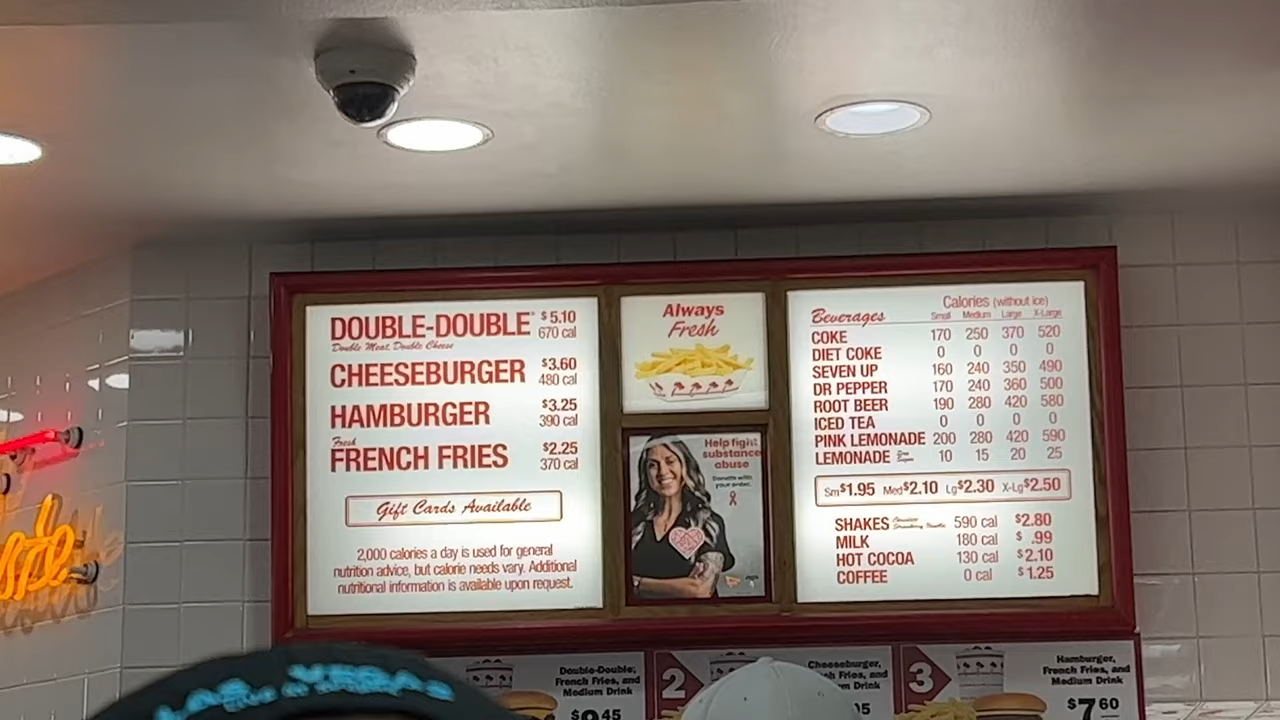 DOUBLE-DOUBLE $5.10
Double Meat, Double Cheese 670 cal
CHEESEBURGER $3.60
480 cal
HAMBURGER $3.25
390 cal
Fresh
FRENCH FRIES $2.25
370 cal
Gift Cards Available
2,000 calories a day is used for general
nutrition advice, but calorie needs vary. Additional
nutritional information is available upon request.
Always
Fresh
Help fight
substance
abuse
Donate with
your order.
Calories (without ice)
Beverages Small Medium Large X-Large
COKE 170 250 370 520
DIET COKE 0 0 0 0
SEVEN UP 160 240 350 490
DR PEPPER 170 240 360 500
ROOT BEER 190 280 420 580
ICED TEA 0 0 0 0
PINK LEMONADE 200 280 420 590
LEMONADE 10 15 20 25
Sm $1.95 Med $2.10 Lg $2.30 X-Lg $2.50
SHAKES 590 cal $2.80
MILK 180 cal $ .99
HOT COCOA 130 cal $2.10
COFFEE 0 cal $1.25
Double-Double,
French Fries, and
Medium Drink
45
2
Cheeseburger,
Fries, and
Drink
3
Hamburger,
French Fries, and
Medium Drink
$7.60